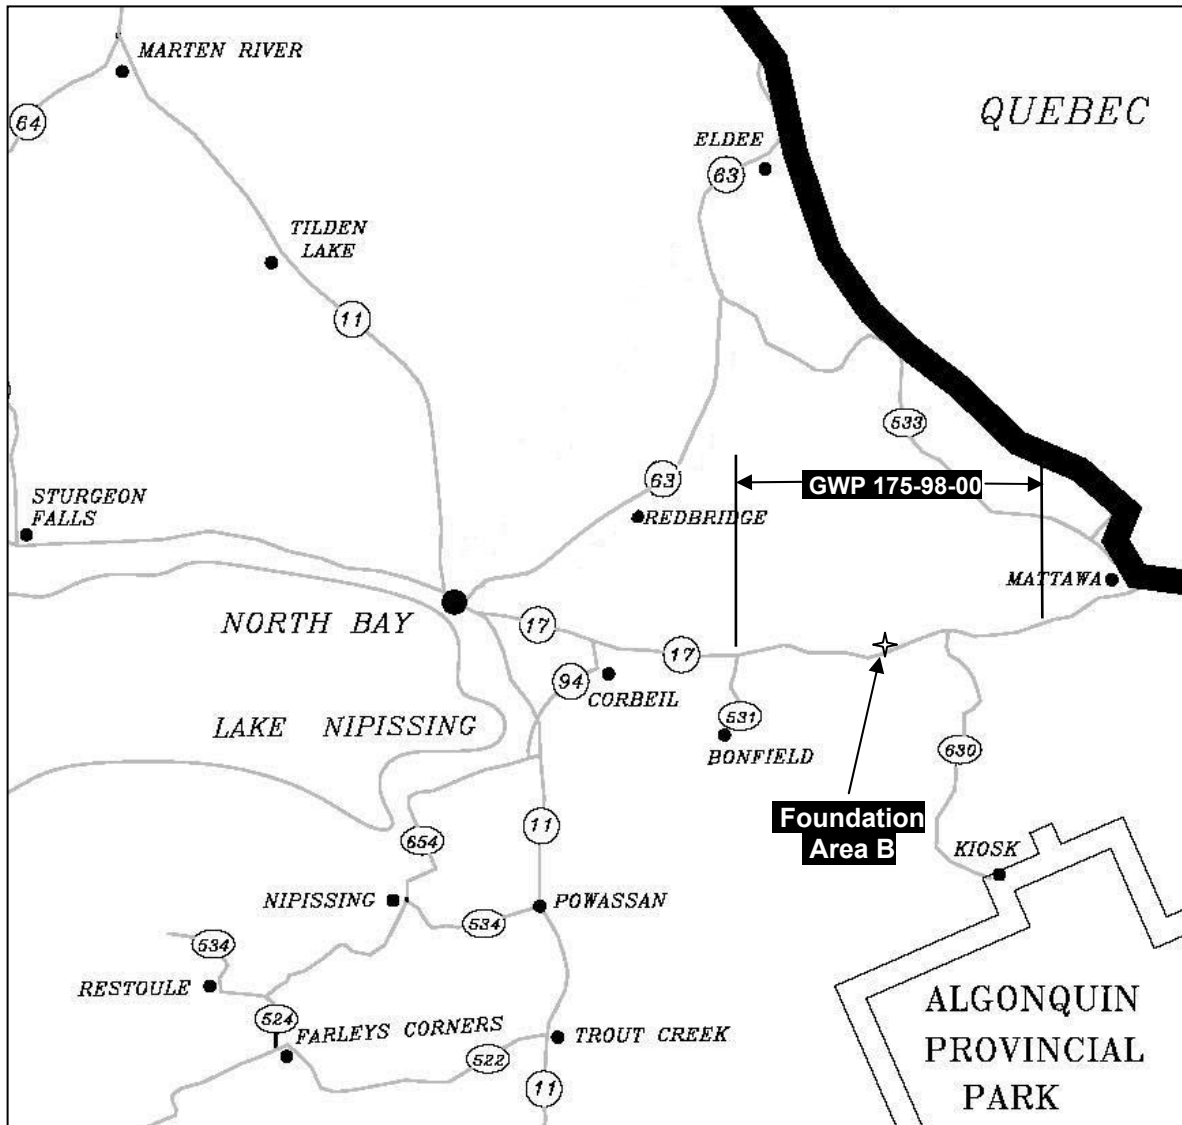 MARTEN RIVER
QUEBEC
64
ELDEE
63
TILDEN
LAKE
11
533
63
GWP 175-98-00
STURGEON
FALLS
REDBRIDGE
MATTAWA
NORTH BAY
17
17
94
CORBEIL
531
LAKE NIPISSING
BONFIELD
630
Foundation
Area B
11
654
KIOSK
NIPISSING
POWASSAN
534
534
RESTOULE
524
FARLEYS CORNERS
TROUT CREEK
522
11
ALGONQUIN
PROVINCIAL
PARK